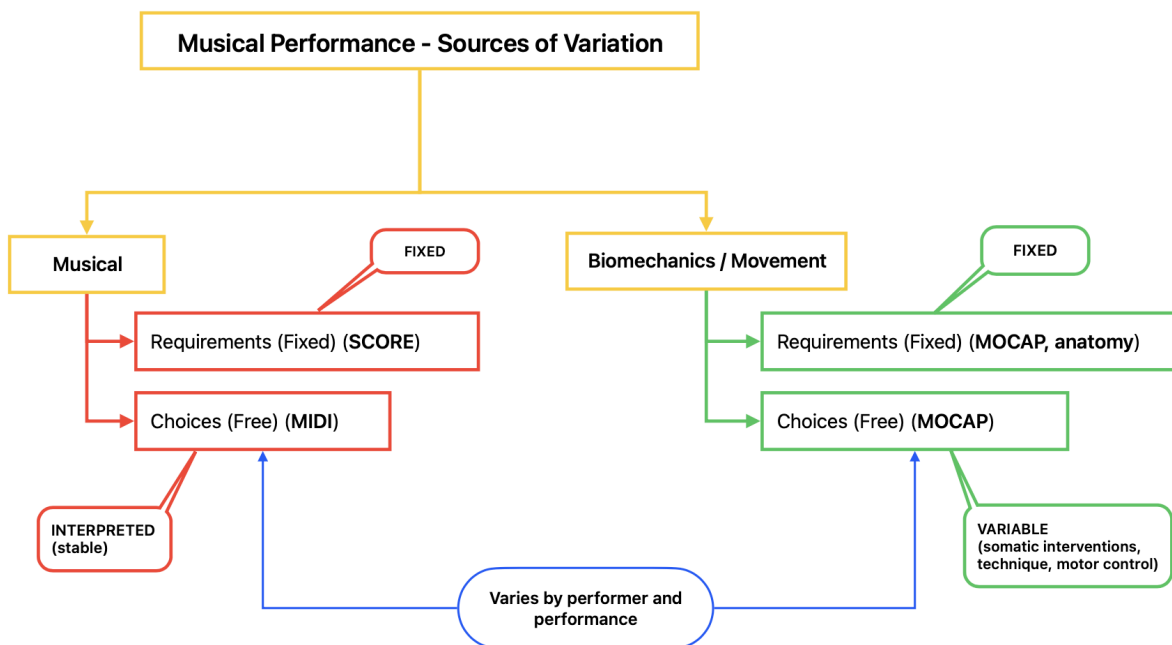 Musical Performance - Sources of Variation
Musical
FIXED
Requirements (Fixed) (SCORE)
Choices (Free) (MIDI)
INTERPRETED
(stable)
Biomechanics / Movement
FIXED
Requirements (Fixed) (MOCAP, anatomy)
Choices (Free) (MOCAP)
VARIABLE
(somatic interventions,
technique, motor control)
Varies by performer and
performance